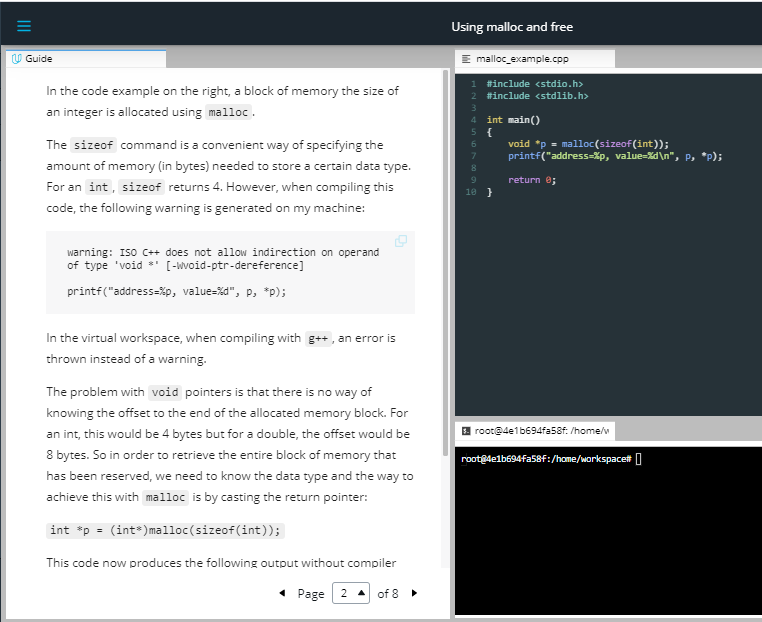 Using malloc and free
Guide
In the code example on the right, a block of memory the size of
an integer is allocated using malloc.
The sizeof command is a convenient way of specifying the
amount of memory (in bytes) needed to store a certain data type.
For an int, sizeof returns 4. However, when compiling this
code, the following warning is generated on my machine:
warning: ISO C++ does not allow indirection on operand
of type 'void *' [-Wvoid-ptr-dereference]
printf("address=%p, value=%d", p, *p);
In the virtual workspace, when compiling with g++, an error is
thrown instead of a warning.
The problem with void pointers is that there is no way of
knowing the offset to the end of the allocated memory block. For
an int, this would be 4 bytes but for a double, the offset would be
8 bytes. So in order to retrieve the entire block of memory that
has been reserved, we need to know the data type and the way to
achieve this with malloc is by casting the return pointer:
int *p = (int*)malloc(sizeof(int));
This code now produces the following output without compiler
Page 2 of 8
malloc_example.cpp
1 #include <stdio.h>
2 #include <stdlib.h>
3
4 int main()
5 {
6 void *p = malloc(sizeof(int));
7 printf("address=%p, value=%d\n", p, *p);
8
9 return 0;
10 }
root@4e1b694fa58f: /home/w
root@4e1b694fa58f:/home/workspace#